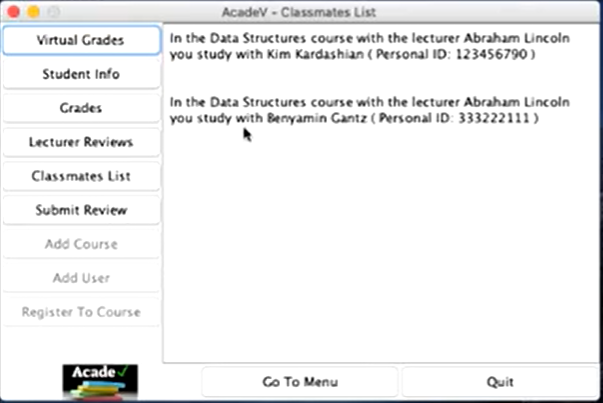 AcadeV - Classmates List
Virtual Grades
Student Info
Grades
Lecturer Reviews
Classmates List
Submit Review
Add Course
Add User
Register To Course
In the Data Structures course with the lecturer Abraham Lincoln
you study with Kim Kardashian ( Personal ID: 123456790 )
In the Data Structures course with the lecturer Abraham Lincoln
you study with Benyamin Gantz ( Personal ID: 333222111 )
Acade✓
Go To Menu
Quit